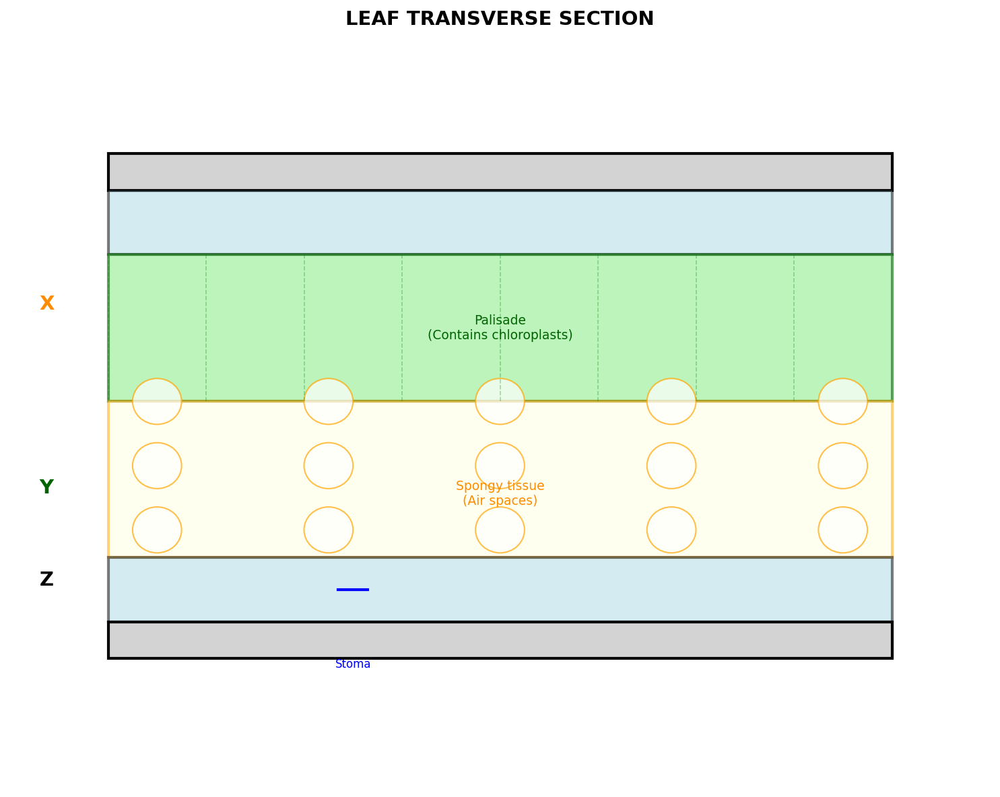 LEAF TRANSVERSE SECTION
X
Palisade
(Contains chloroplasts)
Y
Spongy tissue
(Air spaces)
Z
Stoma